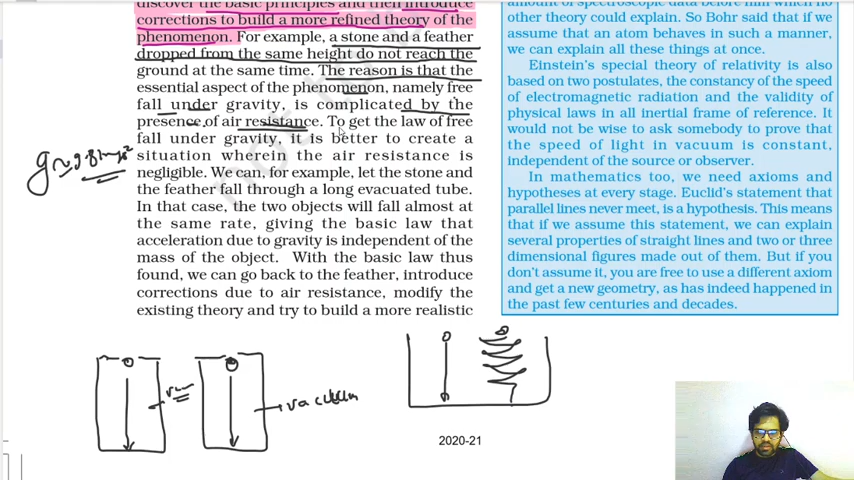 discover the basic principles and then introduce
corrections to build a more refined theory of the
phenomenon. For example, a stone and a feather
dropped from the same height do not reach the
ground at the same time. The reason is that the
essential aspect of the phenomenon, namely free
fall under gravity, is complicated by the
presence of air resistance. To get the law of free
fall under gravity, it is better to create a
situation wherein the air resistance is
negligible. We can, for example, let the stone and
the feather fall through a long evacuated tube.
In that case, the two objects will fall almost at
the same rate, giving the basic law that
acceleration due to gravity is independent of the
mass of the object. With the basic law thus
found, we can go back to the feather, introduce
corrections due to air resistance, modify the
existing theory and try to build a more realistic
amount of spectroscopic data before him which no
other theory could explain. So Bohr said that if we
assume that an atom behaves in such a manner,
we can explain all these things at once.
Einstein's special theory of relativity is also
based on two postulates, the constancy of the speed
of electromagnetic radiation and the validity of
physical laws in all inertial frame of reference. It
would not be wise to ask somebody to prove that
the speed of light in vacuum is constant,
independent of the source or observer.
In mathematics too, we need axioms and
hypotheses at every stage. Euclid's statement that
parallel lines never meet, is a hypothesis. This means
that if we assume this statement, we can explain
several properties of straight lines and two or three
dimensional figures made out of them. But if you
don't assume it, you are free to use a different axiom
and get a new geometry, as has indeed happened in
the past few centuries and decades.
vacuum
2020-21